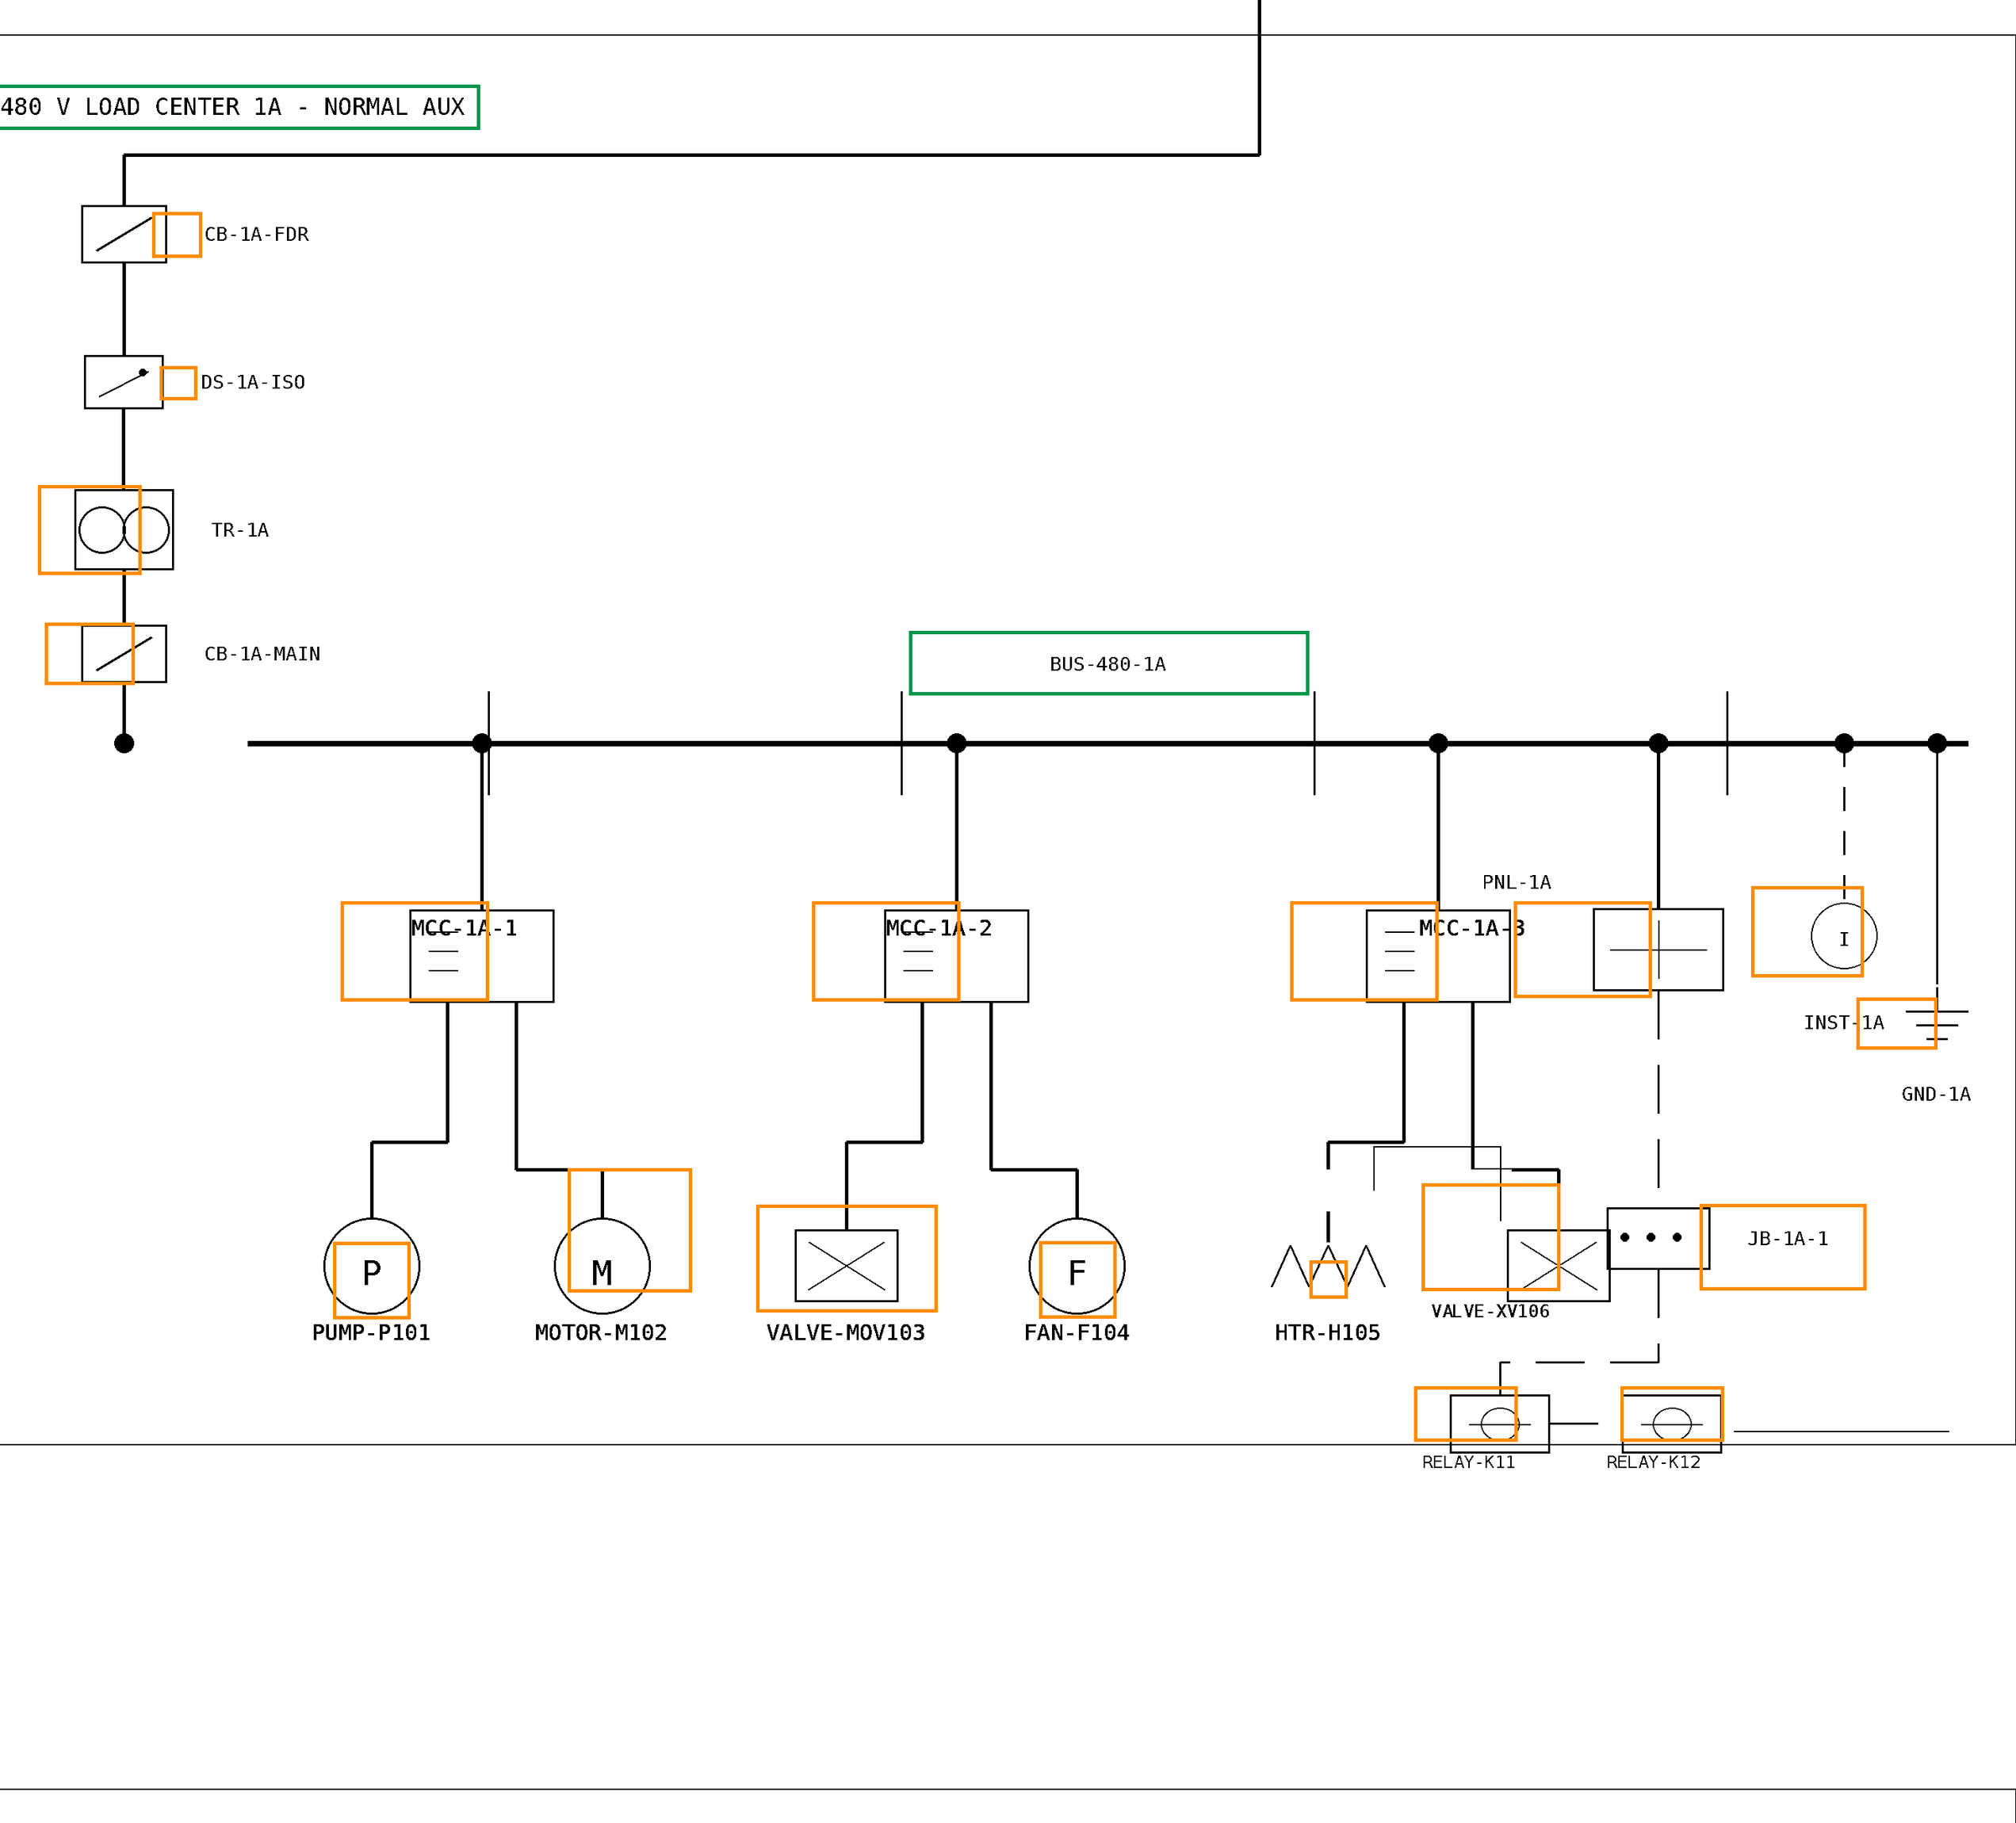 480 V LOAD CENTER 1A - NORMAL AUX
CB-1A-FDR
DS-1A-ISO
TR-1A
CB-1A-MAIN
BUS-480-1A
PNL-1A
MCC-1A-1
MCC-1A-2
MCC-1A-3
I
INST-1A
GND-1A
JB-1A-1
P
M
F
VALVE-XV106
PUMP-P101
MOTOR-M102
VALVE-MOV103
FAN-F104
HTR-H105
RELAY-K11
RELAY-K12